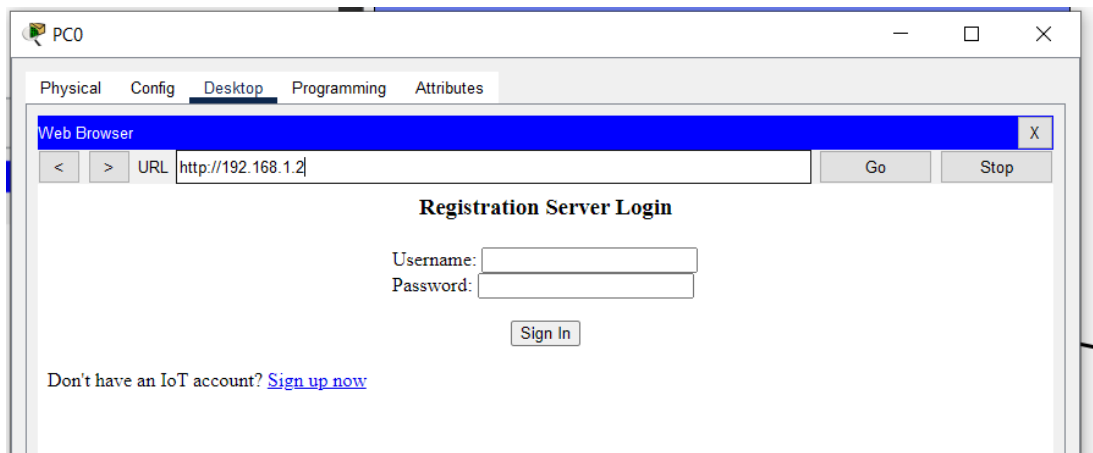 PC0
Physical Config Desktop Programming Attributes
Web Browser X
< > URL http://192.168.1.2 Go Stop
Registration Server Login
Username:
Password:
Sign In
Don't have an IoT account? Sign up now